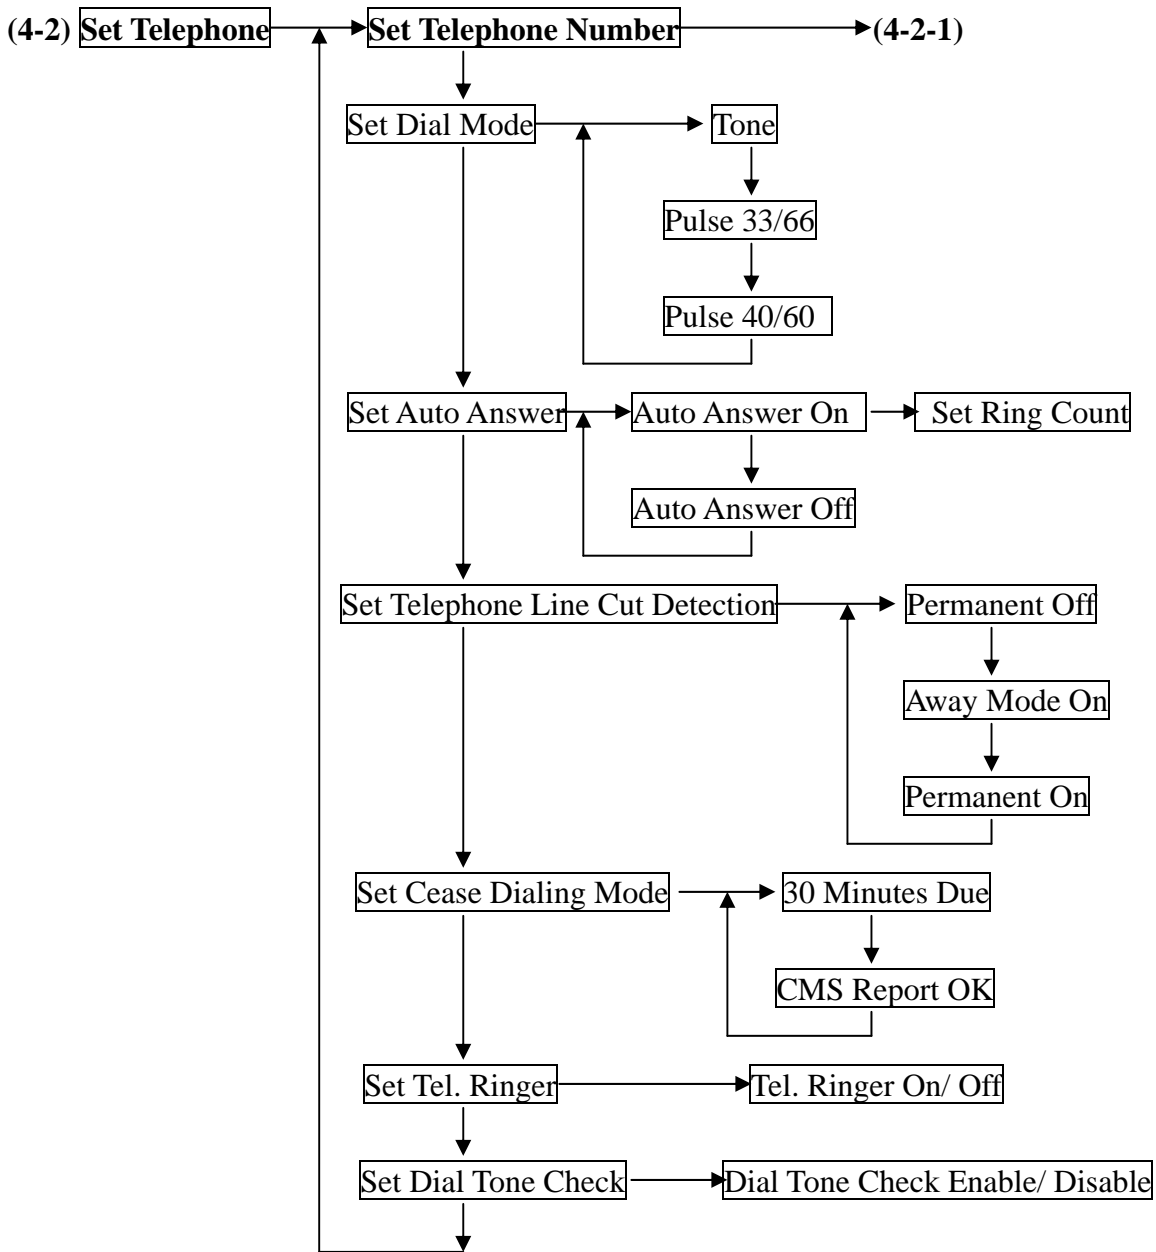 (4-2) Set Telephone Set Telephone Number (4-2-1)
Set Dial Mode Tone
Pulse 33/66
Pulse 40/60
Set Auto Answer Auto Answer On Set Ring Count
Auto Answer Off
Set Telephone Line Cut Detection Permanent Off
Away Mode On
Permanent On
Set Cease Dialing Mode 30 Minutes Due
CMS Report OK
Set Tel. Ringer Tel. Ringer On/ Off
Set Dial Tone Check Dial Tone Check Enable/ Disable